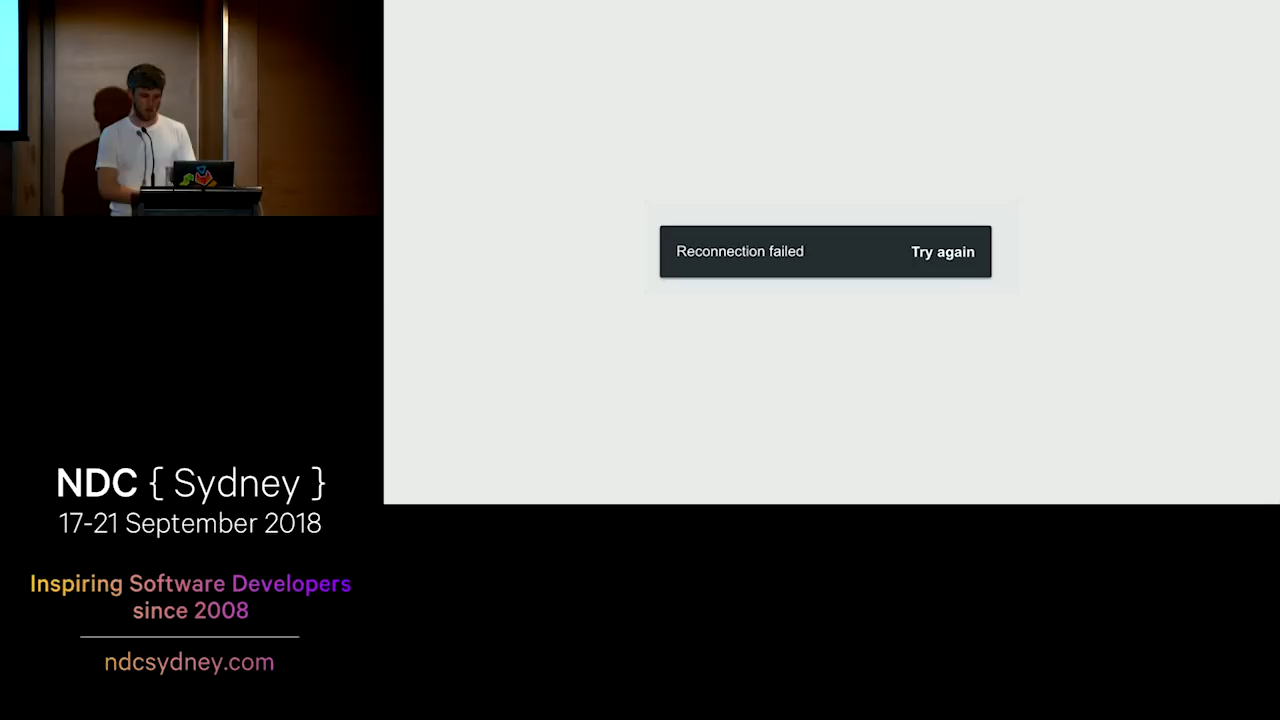 Reconnection failed
Try again
NDC { Sydney }
17-21 September 2018
Inspiring Software Developers
since 2008
ndcsydney.com